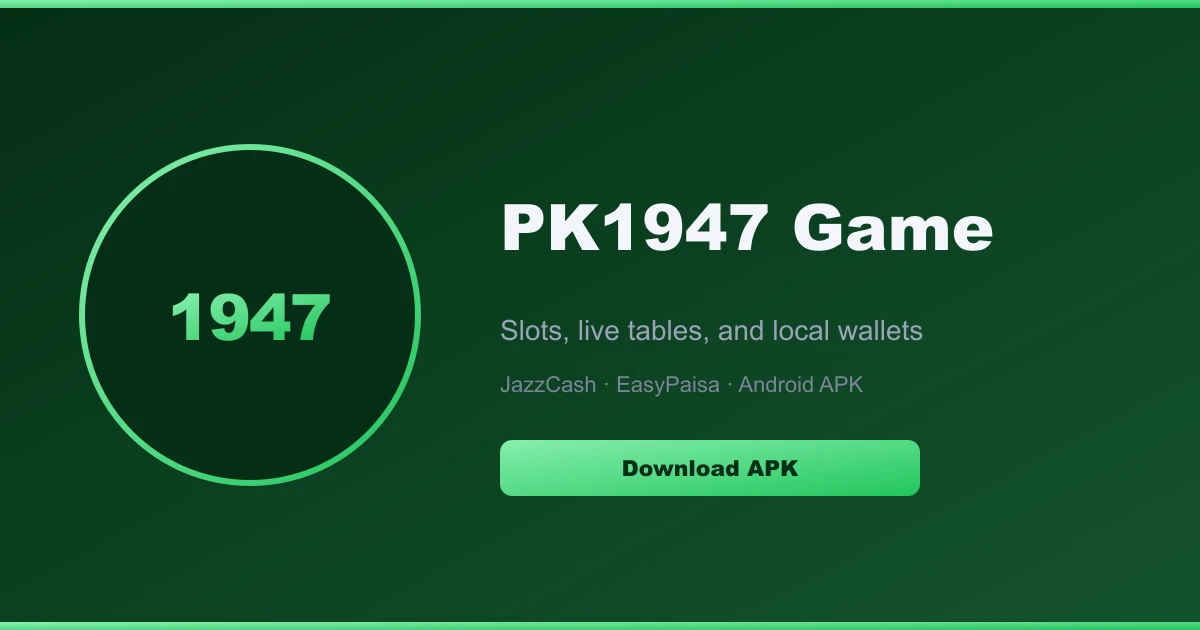 1947
PK1947 Game
Slots, live tables, and local wallets
JazzCash · EasyPaisa · Android APK
Download APK